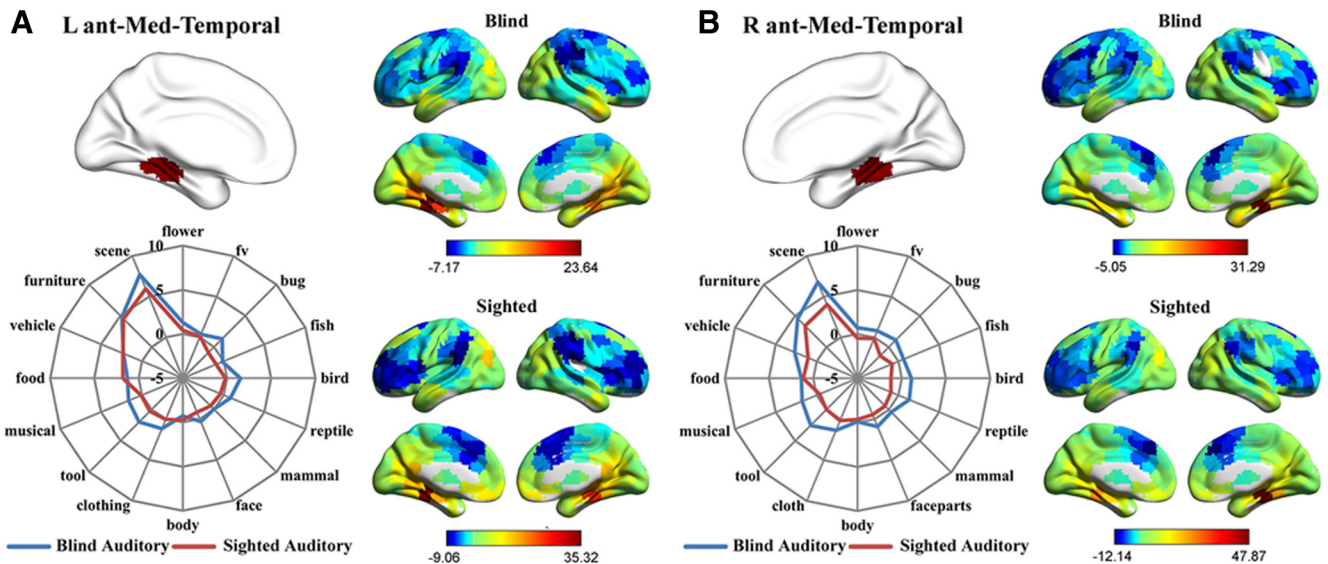 A
L ant-Med-Temporal
Blind
-7.17
23.64
Sighted
-9.06
35.32
flower
fv
bug
fish
bird
reptile
mammal
face
body
clothing
tool
musical
food
vehicle
furniture
scene
10
5
0
-5
Blind Auditory
Sighted Auditory
B
R ant-Med-Temporal
Blind
-5.05
31.29
Sighted
-12.14
47.87
flower
fv
bug
fish
bird
reptile
mammal
faceparts
body
cloth
tool
musical
food
vehicle
furniture
scene
10
5
0
-5
Blind Auditory
Sighted Auditory